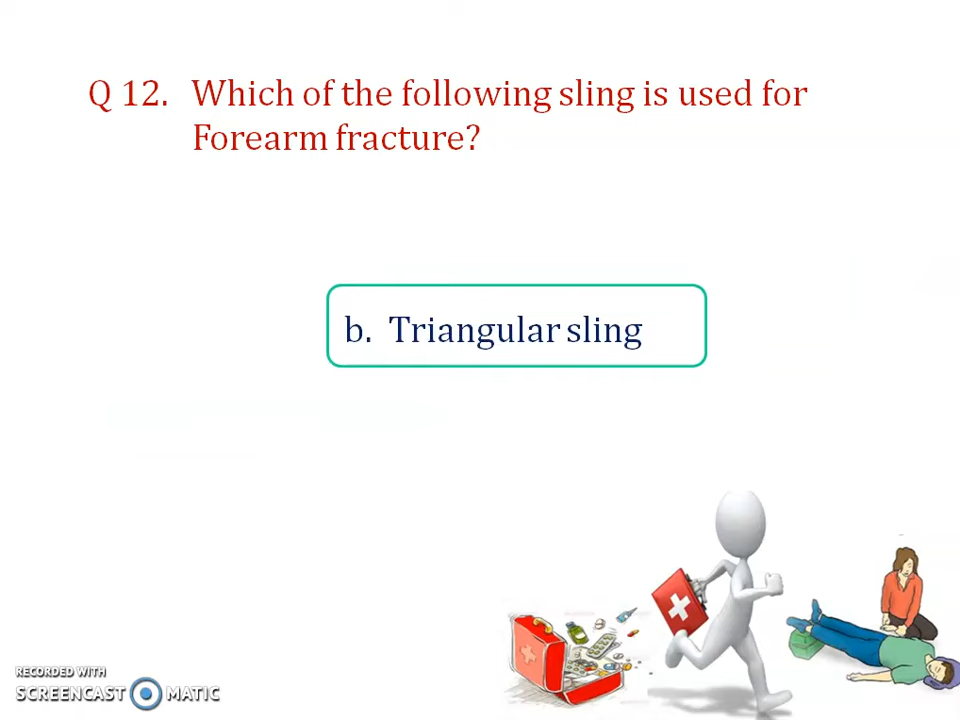 Q 12. Which of the following sling is used for
Forearm fracture?
b. Triangular sling
RECORDED WITH
SCREENCAST MATIC